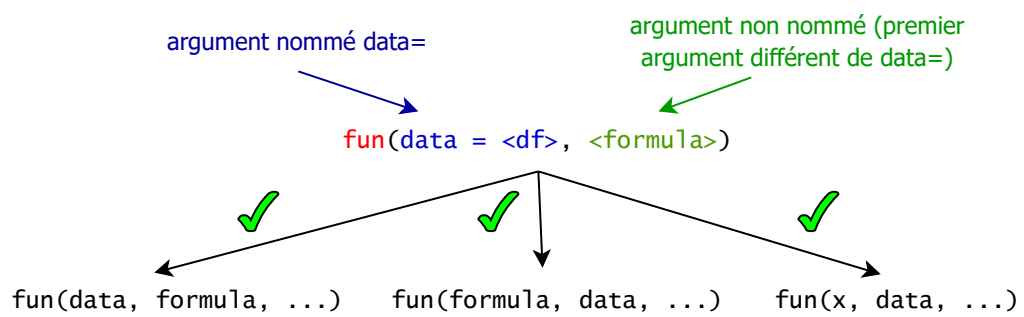 argument nommé data=
argument non nommé (premier
argument différent de data=)
fun(data = <df>, <formula>)
fun(data, formula, ...)
fun(formula, data, ...)
fun(x, data, ...)